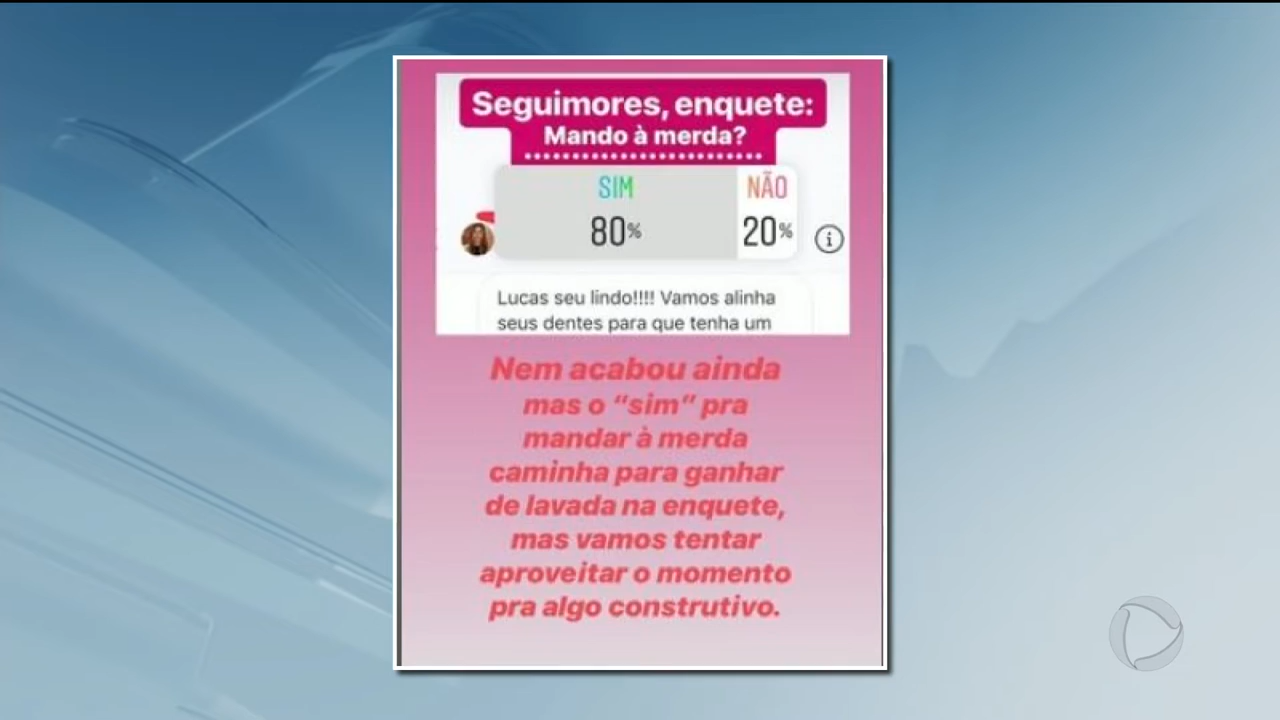 Seguimores, enquete:
Mando à merda?
SIM NÃO
80% 20%
Lucas seu lindo!!!! Vamos alinha
seus dentes para que tenha um
Nem acabou ainda
mas o “sim” pra
mandar à merda
caminha para ganhar
de lavada na enquete,
mas vamos tentar
aproveitar o momento
pra algo construtivo.